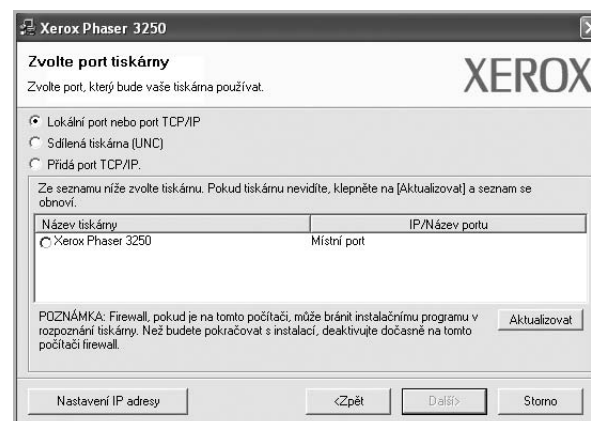 Xerox Phaser 3250
Zvolte port tiskárny
Zvolte port, který bude vaše tiskárna používat.
XEROX
Lokální port nebo port TCP/IP
Sdílená tiskárna (UNC)
Přidá port TCP/IP.
Ze seznamu níže zvolte tiskárnu. Pokud tiskárnu nevidíte, klepněte na [Aktualizovat] a seznam se
obnoví.
Název tiskárny IP/Název portu
Xerox Phaser 3250 Místní port
POZNÁMKA: Firewall, pokud je na tomto počítači, může bránit instalačnímu programu v
rozpoznání tiskárny. Než budete pokračovat s instalací, deaktivujte dočasně na tomto
počítači firewall.
Aktualizovat
Nastavení IP adresy <Zpět Další> Storno